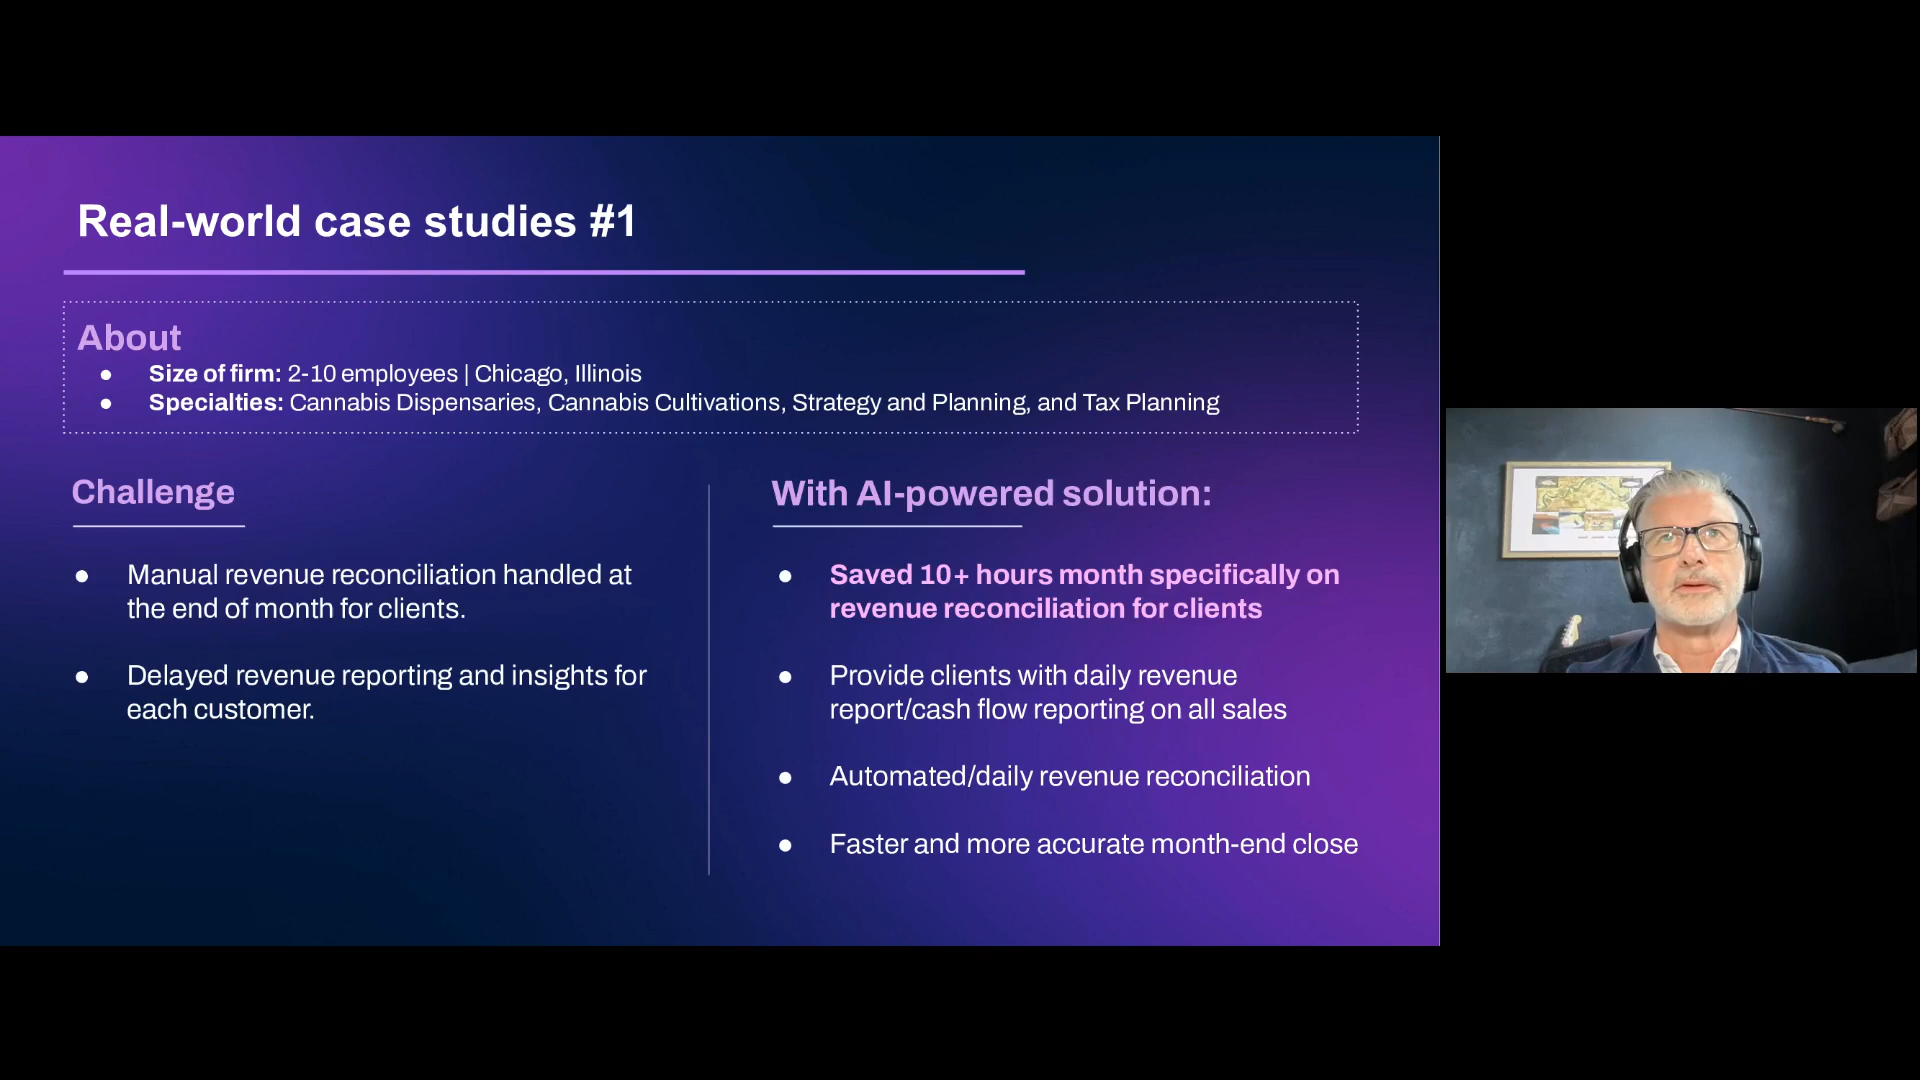 Real-world case studies #1
About
● Size of firm: 2-10 employees | Chicago, Illinois
● Specialties: Cannabis Dispensaries, Cannabis Cultivations, Strategy and Planning, and Tax Planning
Challenge
● Manual revenue reconciliation handled at
the end of month for clients.
● Delayed revenue reporting and insights for
each customer.
With AI-powered solution:
● Saved 10+ hours month specifically on
revenue reconciliation for clients
● Provide clients with daily revenue
report/cash flow reporting on all sales
● Automated/daily revenue reconciliation
● Faster and more accurate month-end close